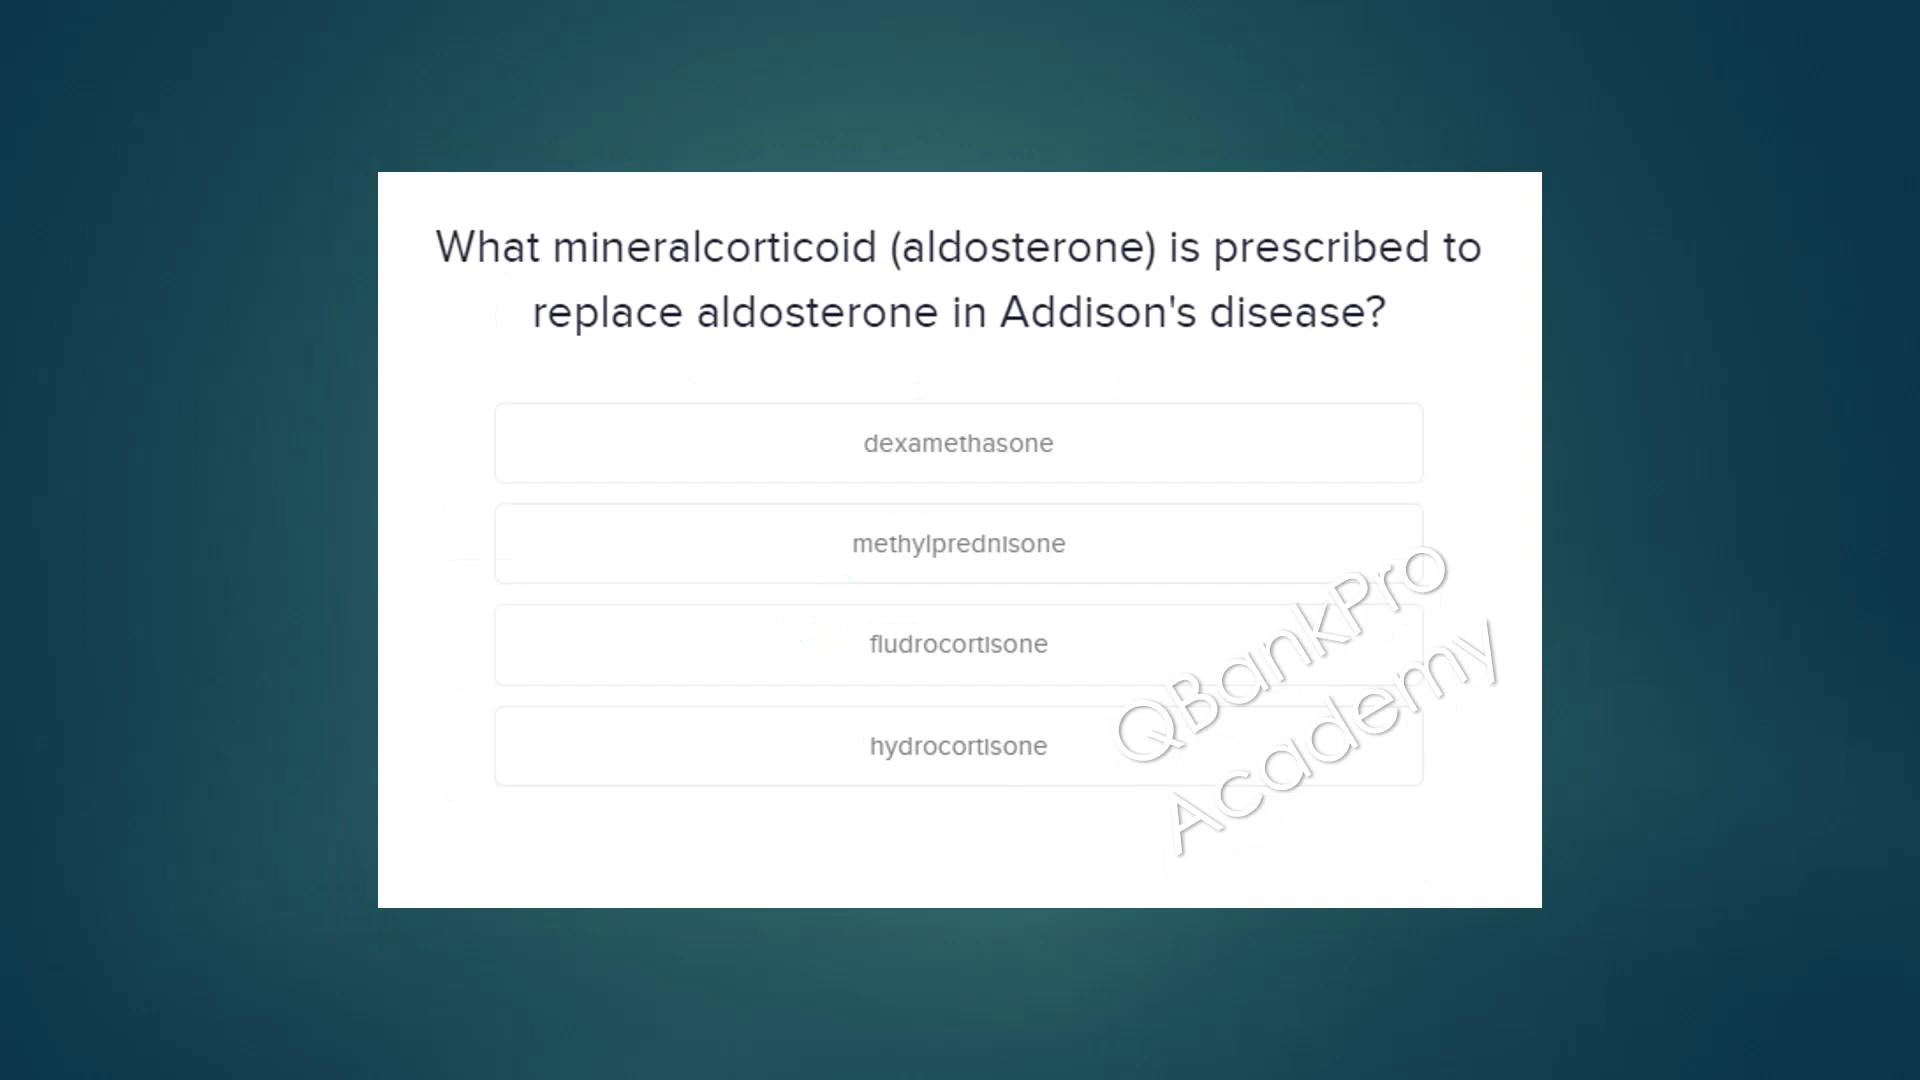 What mineralcorticoid (aldosterone) is prescribed to
replace aldosterone in Addison's disease?
dexamethasone
methylprednisone
fludrocortisone
hydrocortisone
QBankPro
Academy